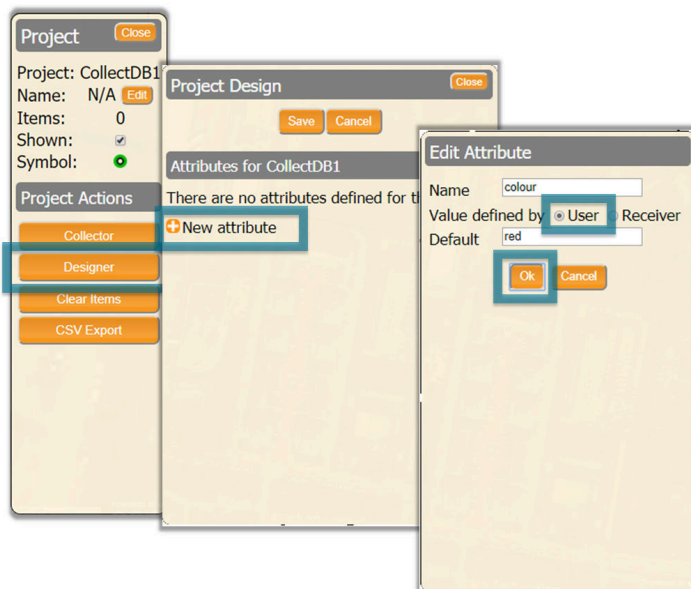 Project Close
Project: CollectDB1
Name: N/A Edit
Items: 0
Shown:
Symbol:
Project Actions
Collector
Designer
Clear Items
CSV Export
Project Design Close
Save Cancel
Attributes for CollectDB1
There are no attributes defined for
New attribute
Edit Attribute
Name colour
Value defined by User Receiver
Default red
Ok Cancel